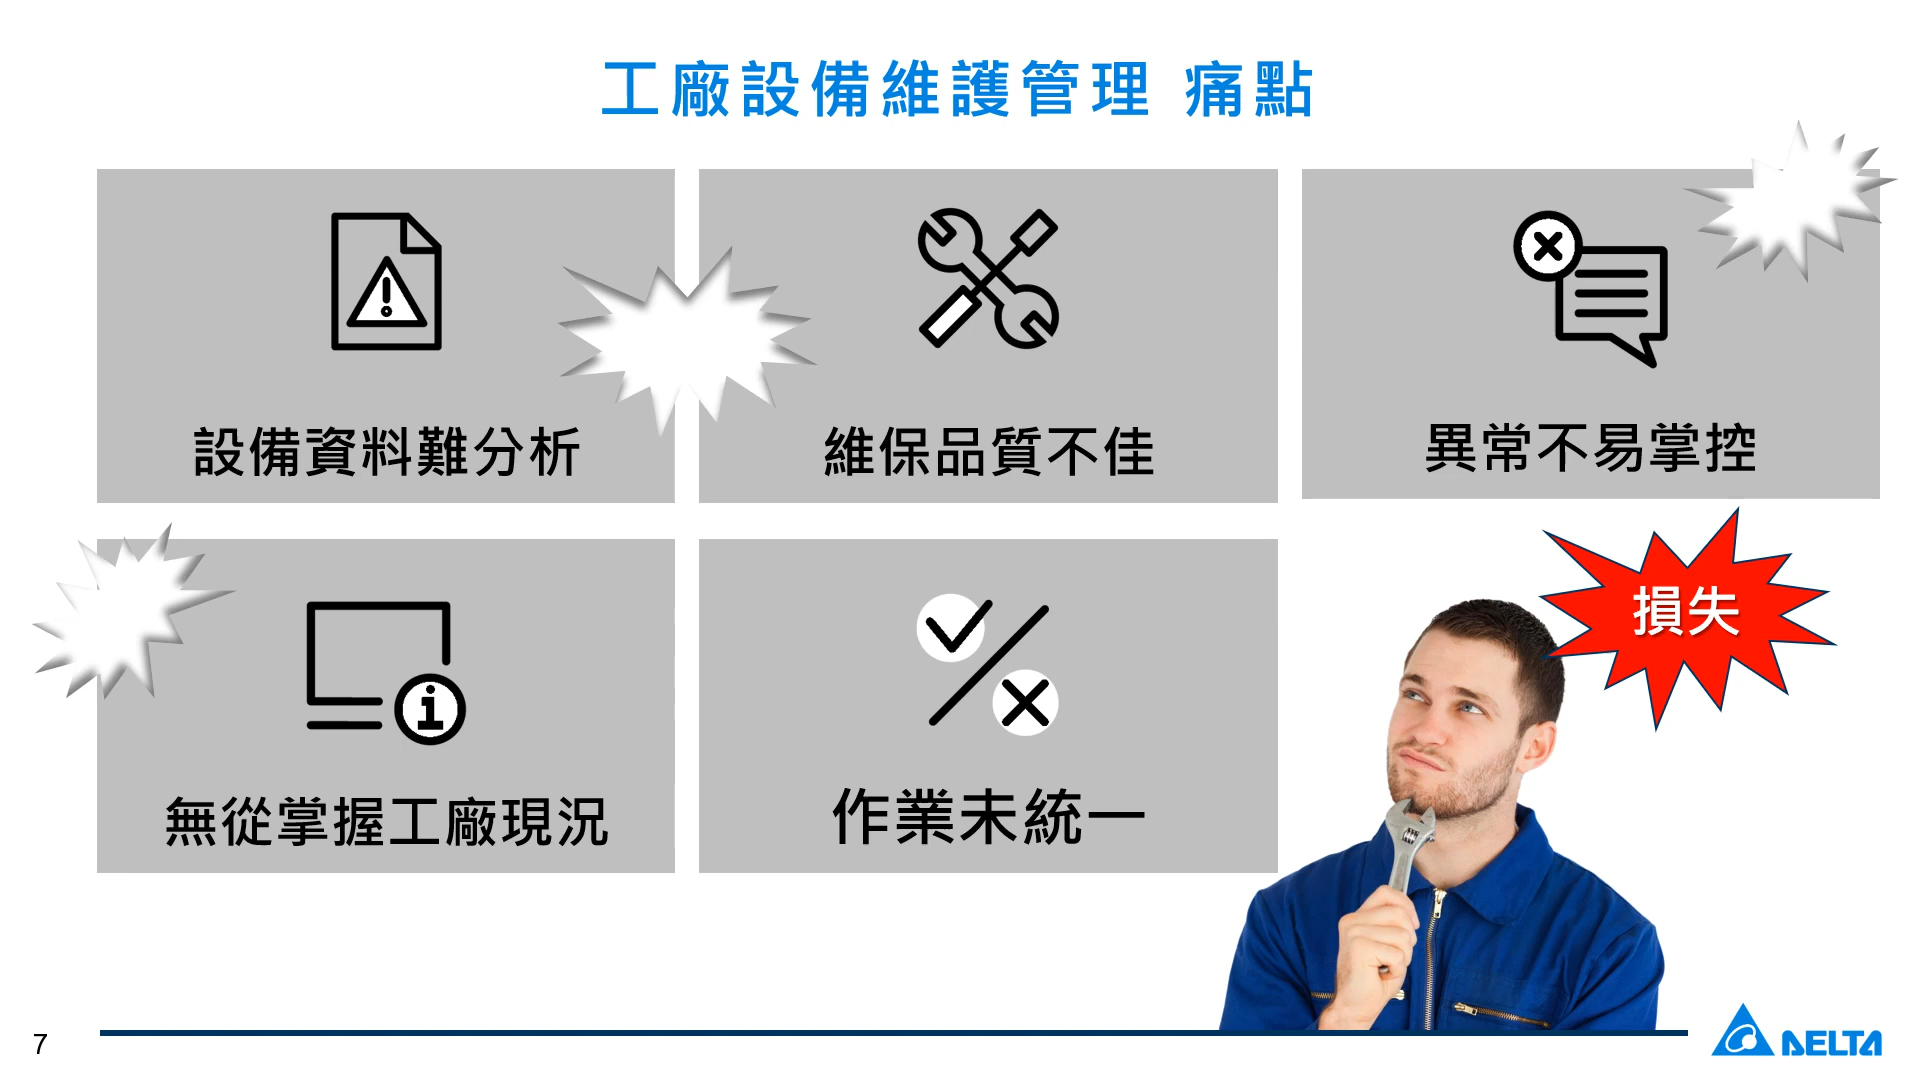 工廠設備維護管理 痛點
設備資料難分析
維保品質不佳
異常不易掌控
損失
無從掌握工廠現況
作業未統一
7
DELTA